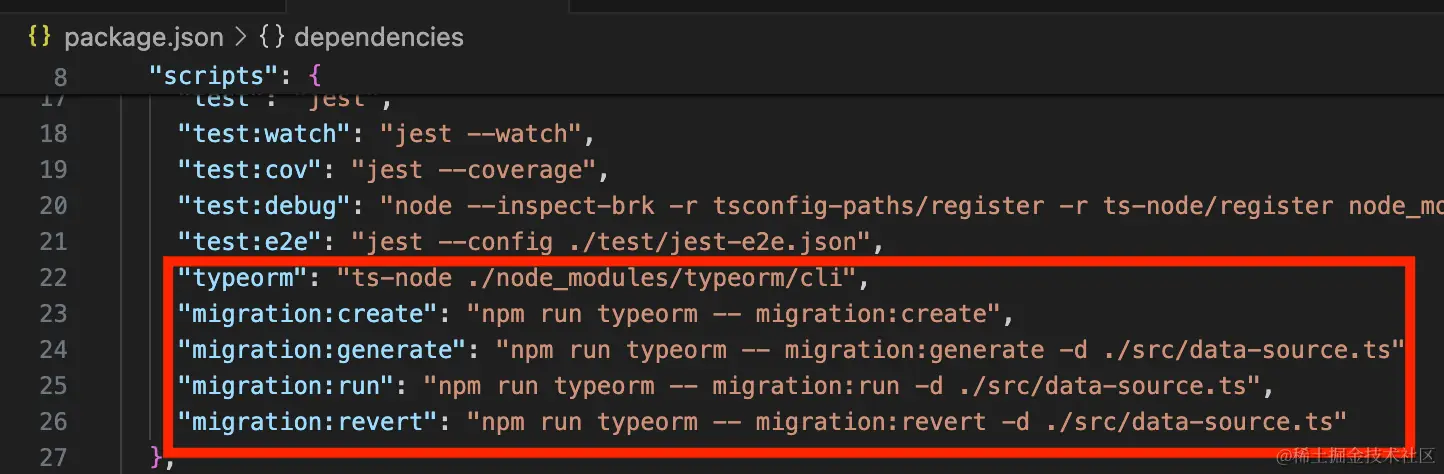 {} package.json > {} dependencies
8 "scripts": {
17 "test": "jest",
18 "test:watch": "jest --watch",
19 "test:cov": "jest --coverage",
20 "test:debug": "node --inspect-brk -r tsconfig-paths/register -r ts-node/register node_mo
21 "test:e2e": "jest --config ./test/jest-e2e.json",
22 "typeorm": "ts-node ./node_modules/typeorm/cli",
23 "migration:create": "npm run typeorm -- migration:create",
24 "migration:generate": "npm run typeorm -- migration:generate -d ./src/data-source.ts"
25 "migration:run": "npm run typeorm -- migration:run -d ./src/data-source.ts",
26 "migration:revert": "npm run typeorm -- migration:revert -d ./src/data-source.ts"
27 },
@稀土掘金技术社区